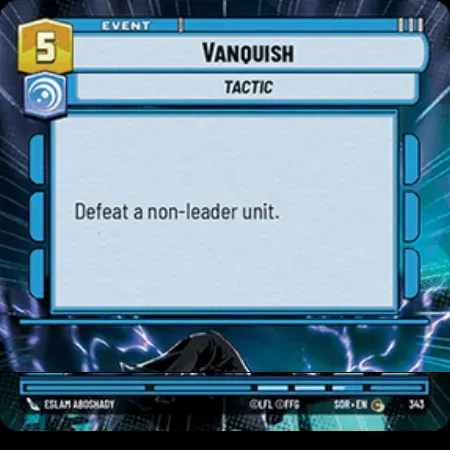 EVENT
5
VANQUISH
TACTIC
Defeat a non-leader unit.
ESLAM ABOSHADY
©LFL ©FFG
SOR • EN
C
343